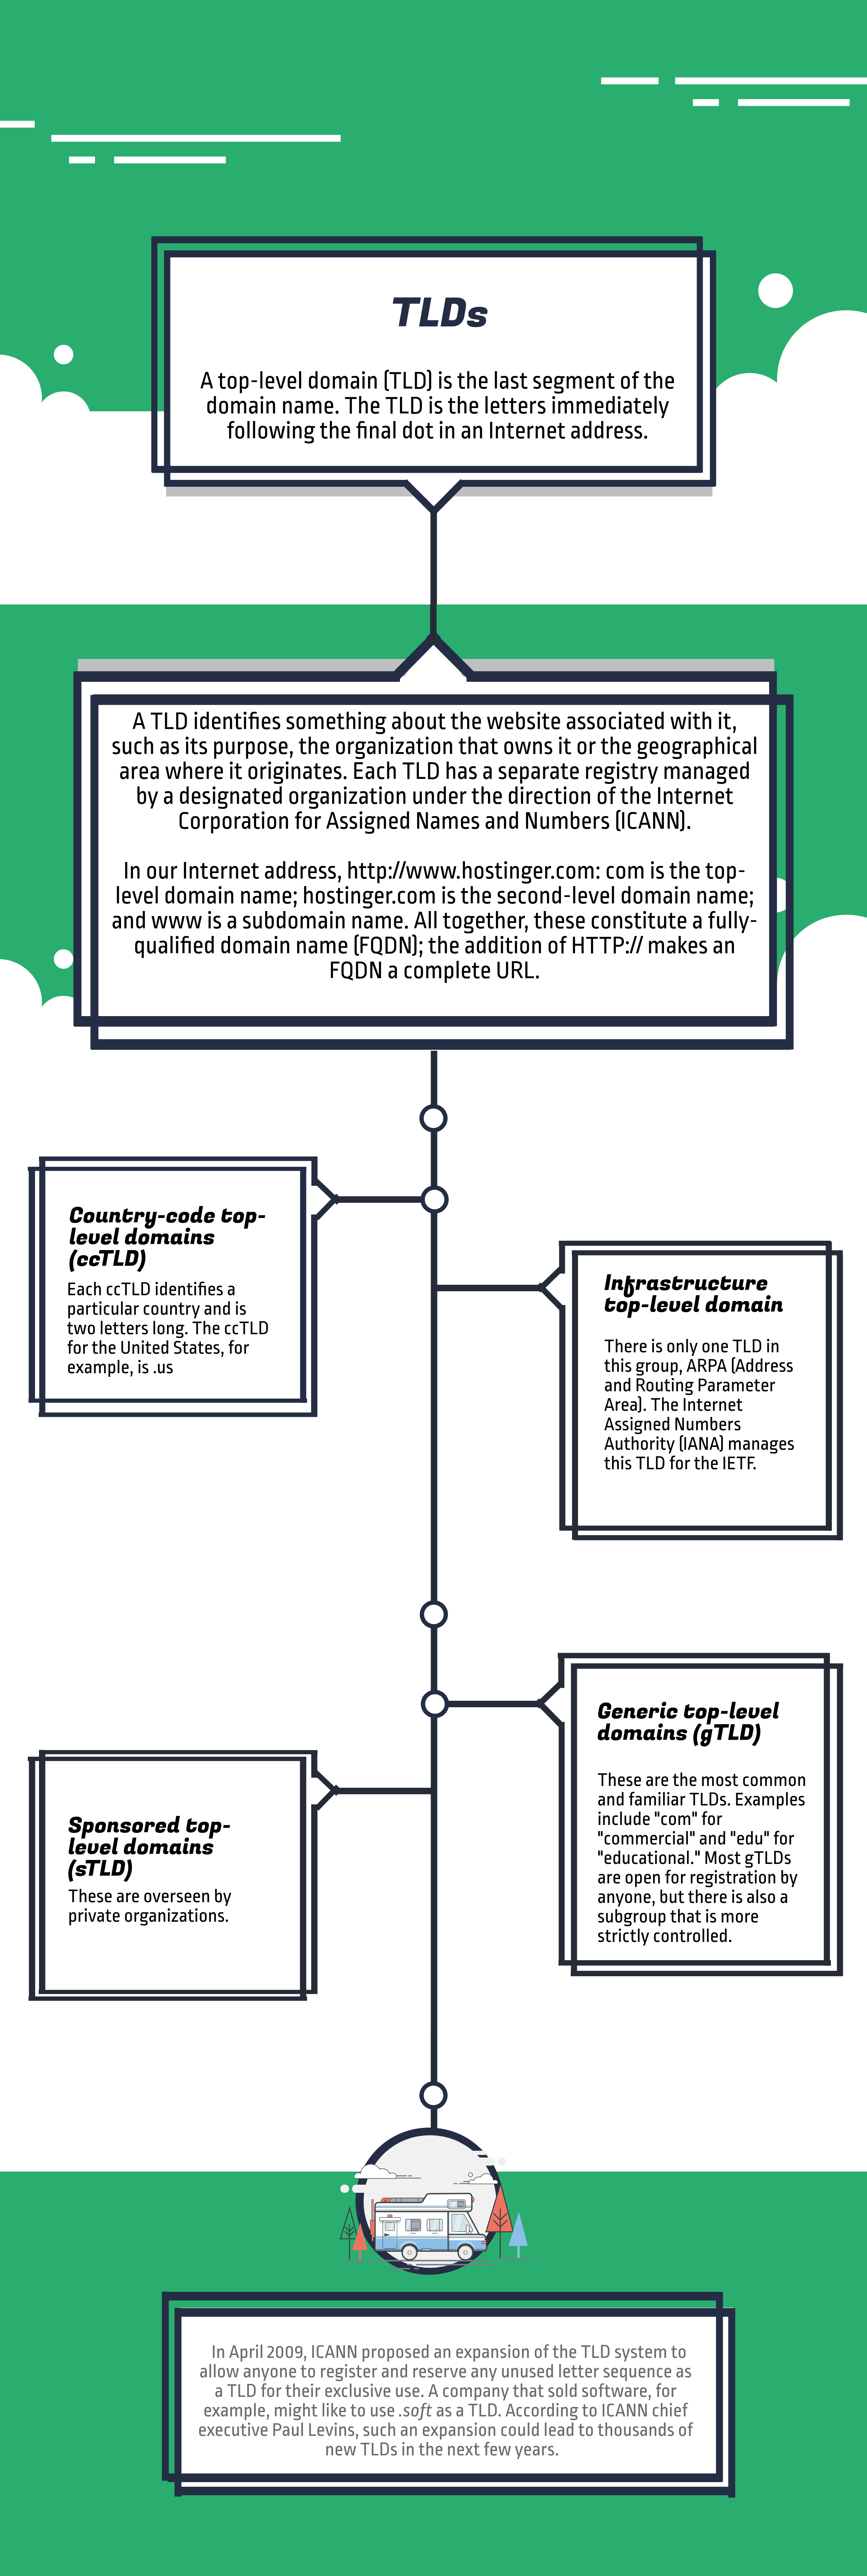 TLDs
A top-level domain (TLD) is the last segment of the
domain name. The TLD is the letters immediately
following the final dot in an Internet address.
A TLD identifies something about the website associated with it,
such as its purpose, the organization that owns it or the geographical
area where it originates. Each TLD has a separate registry managed
by a designated organization under the direction of the Internet
Corporation for Assigned Names and Numbers (ICANN).
In our Internet address, http://www.hostinger.com: com is the top-
level domain name; hostinger.com is the second-level domain name;
and www is a subdomain name. All together, these constitute a fully-
qualified domain name (FQDN); the addition of HTTP:// makes an
FQDN a complete URL.
Country-code top-
level domains
(ccTLD)
Each ccTLD identifies a
particular country and is
two letters long. The ccTLD
for the United States, for
example, is .us
Infrastructure
top-level domain
There is only one TLD in
this group, ARPA (Address
and Routing Parameter
Area). The Internet
Assigned Numbers
Authority (IANA) manages
this TLD for the IETF.
Generic top-level
domains (gTLD)
These are the most common
and familiar TLDs. Examples
include "com" for
"commercial" and "edu" for
"educational." Most gTLDs
are open for registration by
anyone, but there is also a
subgroup that is more
strictly controlled.
Sponsored top-
level domains
(sTLD)
These are overseen by
private organizations.
In April 2009, ICANN proposed an expansion of the TLD system to
allow anyone to register and reserve any unused letter sequence as
a TLD for their exclusive use. A company that sold software, for
example, might like to use .soft as a TLD. According to ICANN chief
executive Paul Levins, such an expansion could lead to thousands of
new TLDs in the next few years.